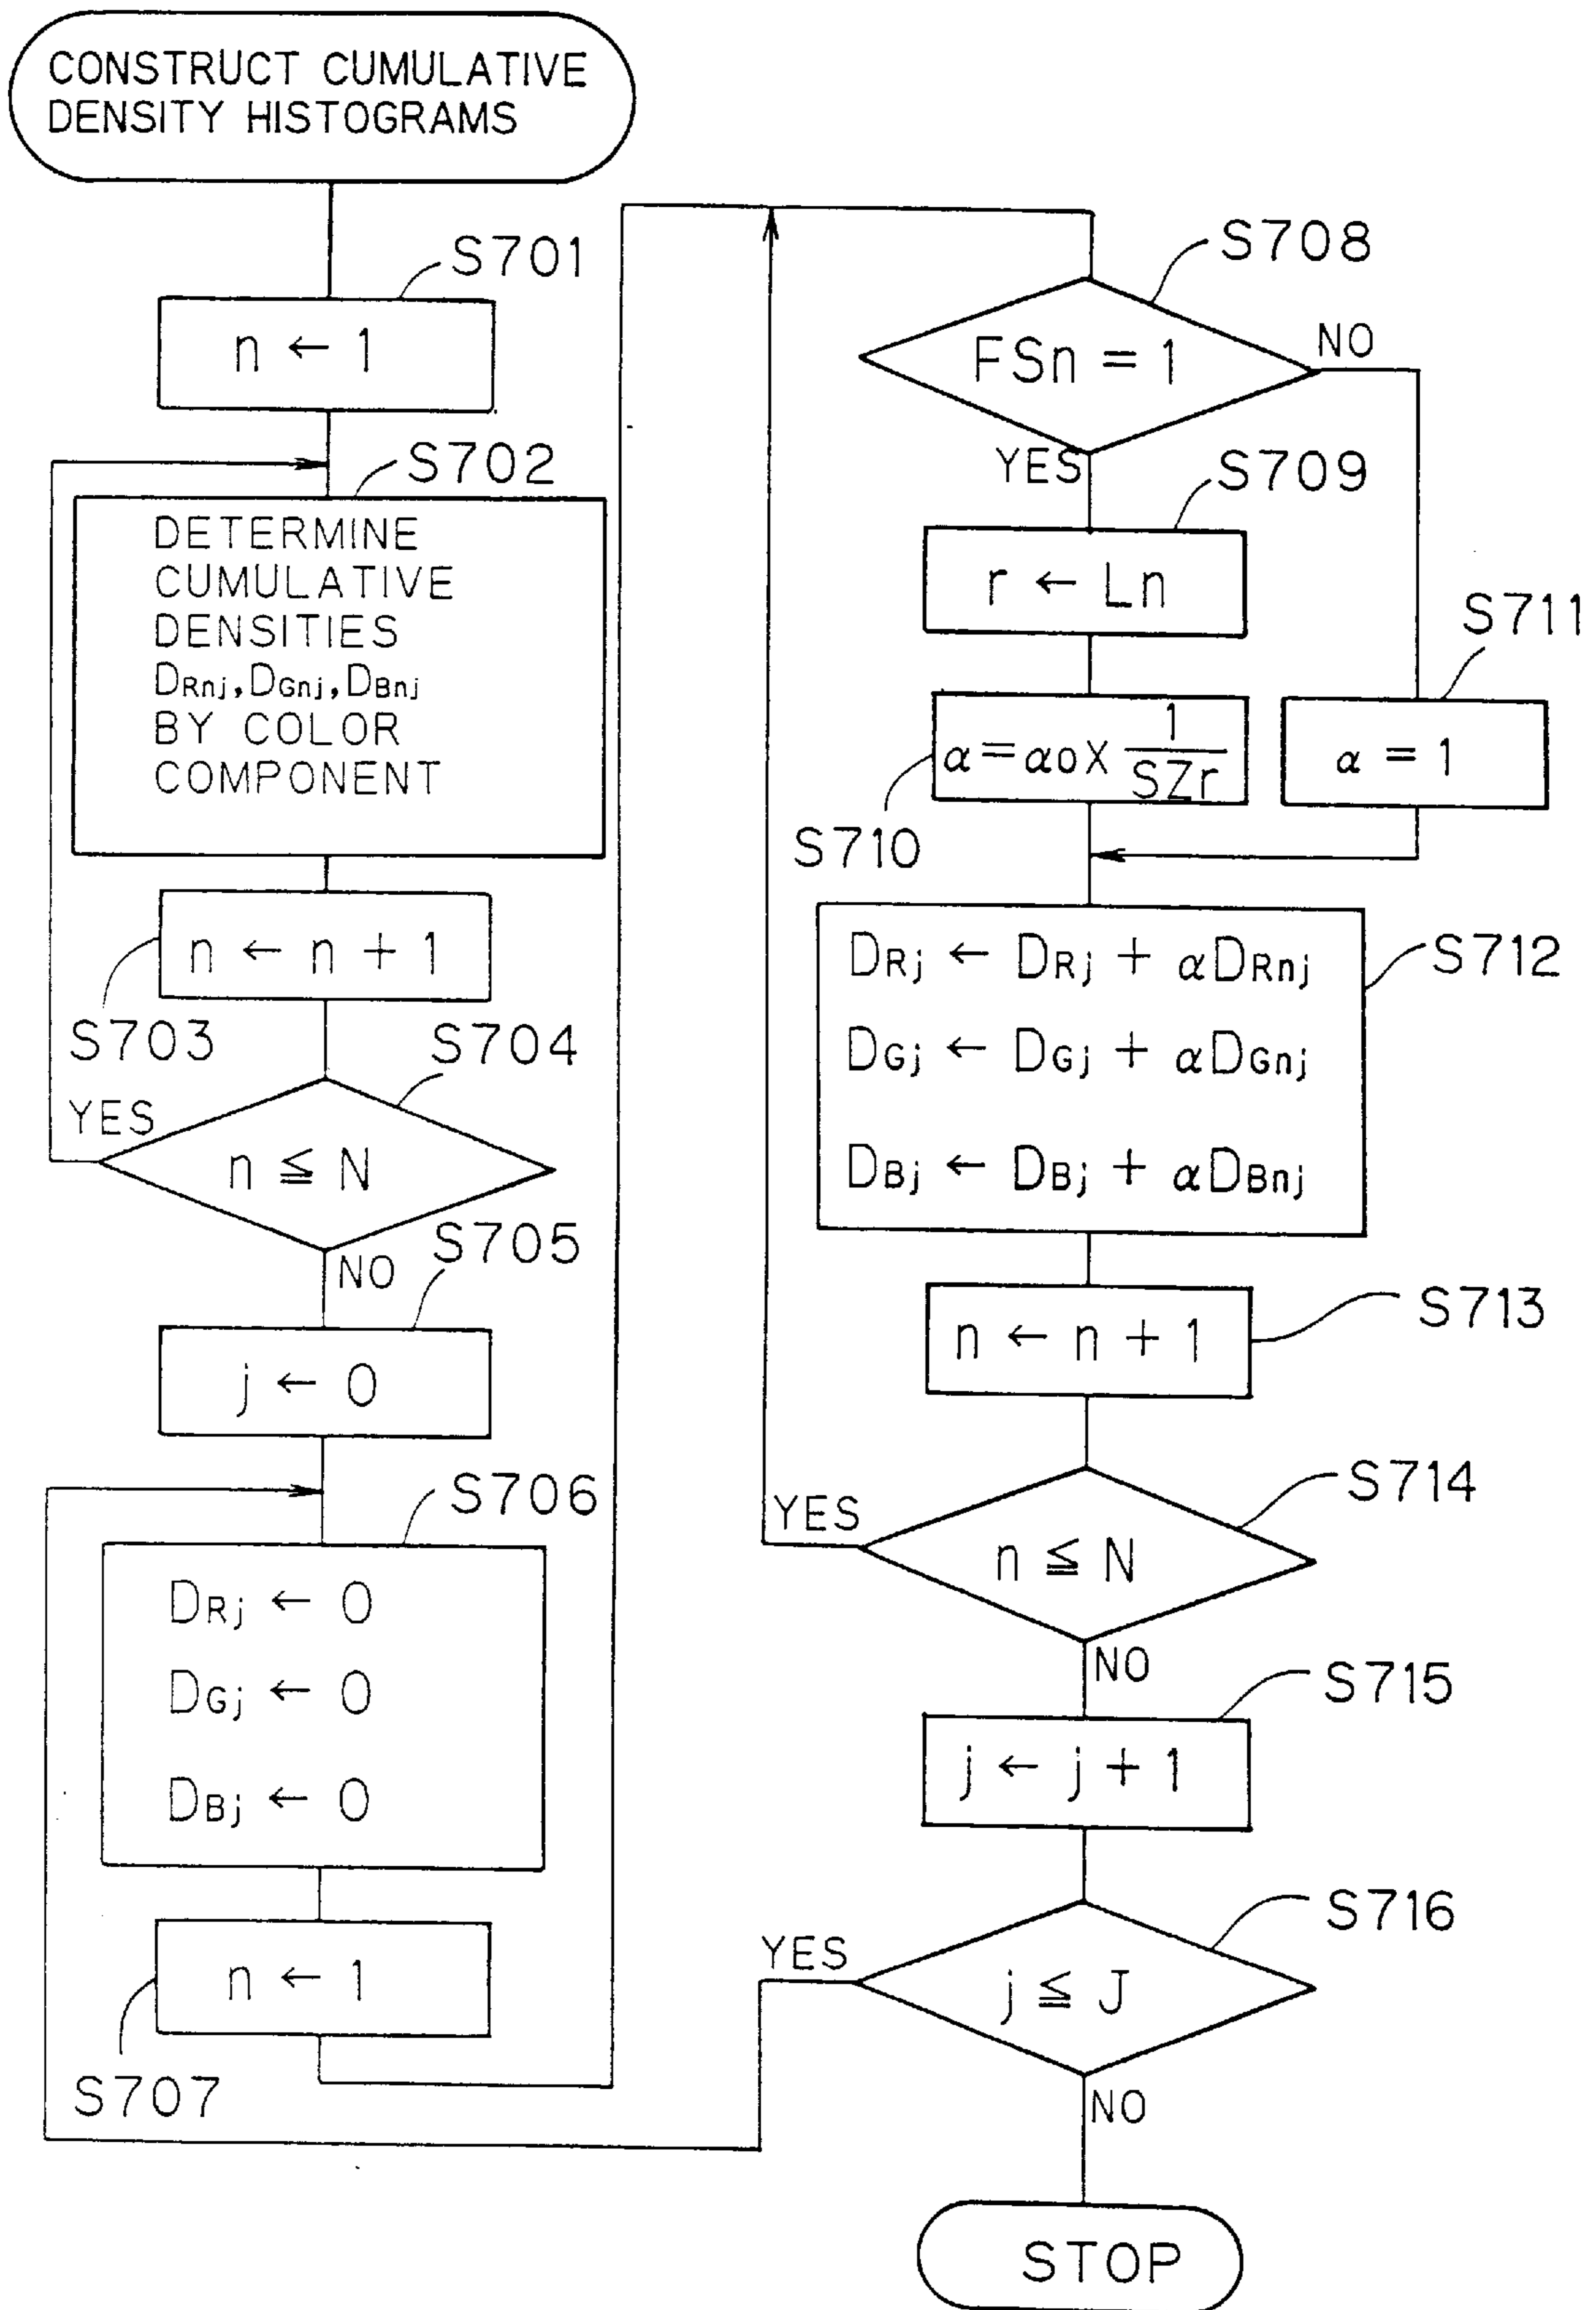 CONSTRUCT CUMULATIVE
DENSITY HISTOGRAMS
S701
n ← 1
S702
DETERMINE
CUMULATIVE
DENSITIES
DRnj, DGnj, DBnj
BY COLOR
COMPONENT
n ← n + 1
S703
S704
YES
n ≦ N
NO
S705
j ← 0
S706
DRj ← 0
DGj ← 0
DBj ← 0
n ← 1
S707
S708
FSn = 1
NO
YES
S709
r ← Ln
α = αo X 1/SZr
S710
S711
α = 1
DRj ← DRj + αDRnj
DGj ← DGj + αDGnj
DBj ← DBj + αDBnj
S712
n ← n + 1
S713
S714
YES
n ≦ N
NO
S715
j ← j + 1
S716
YES
j ≦ J
NO
STOP